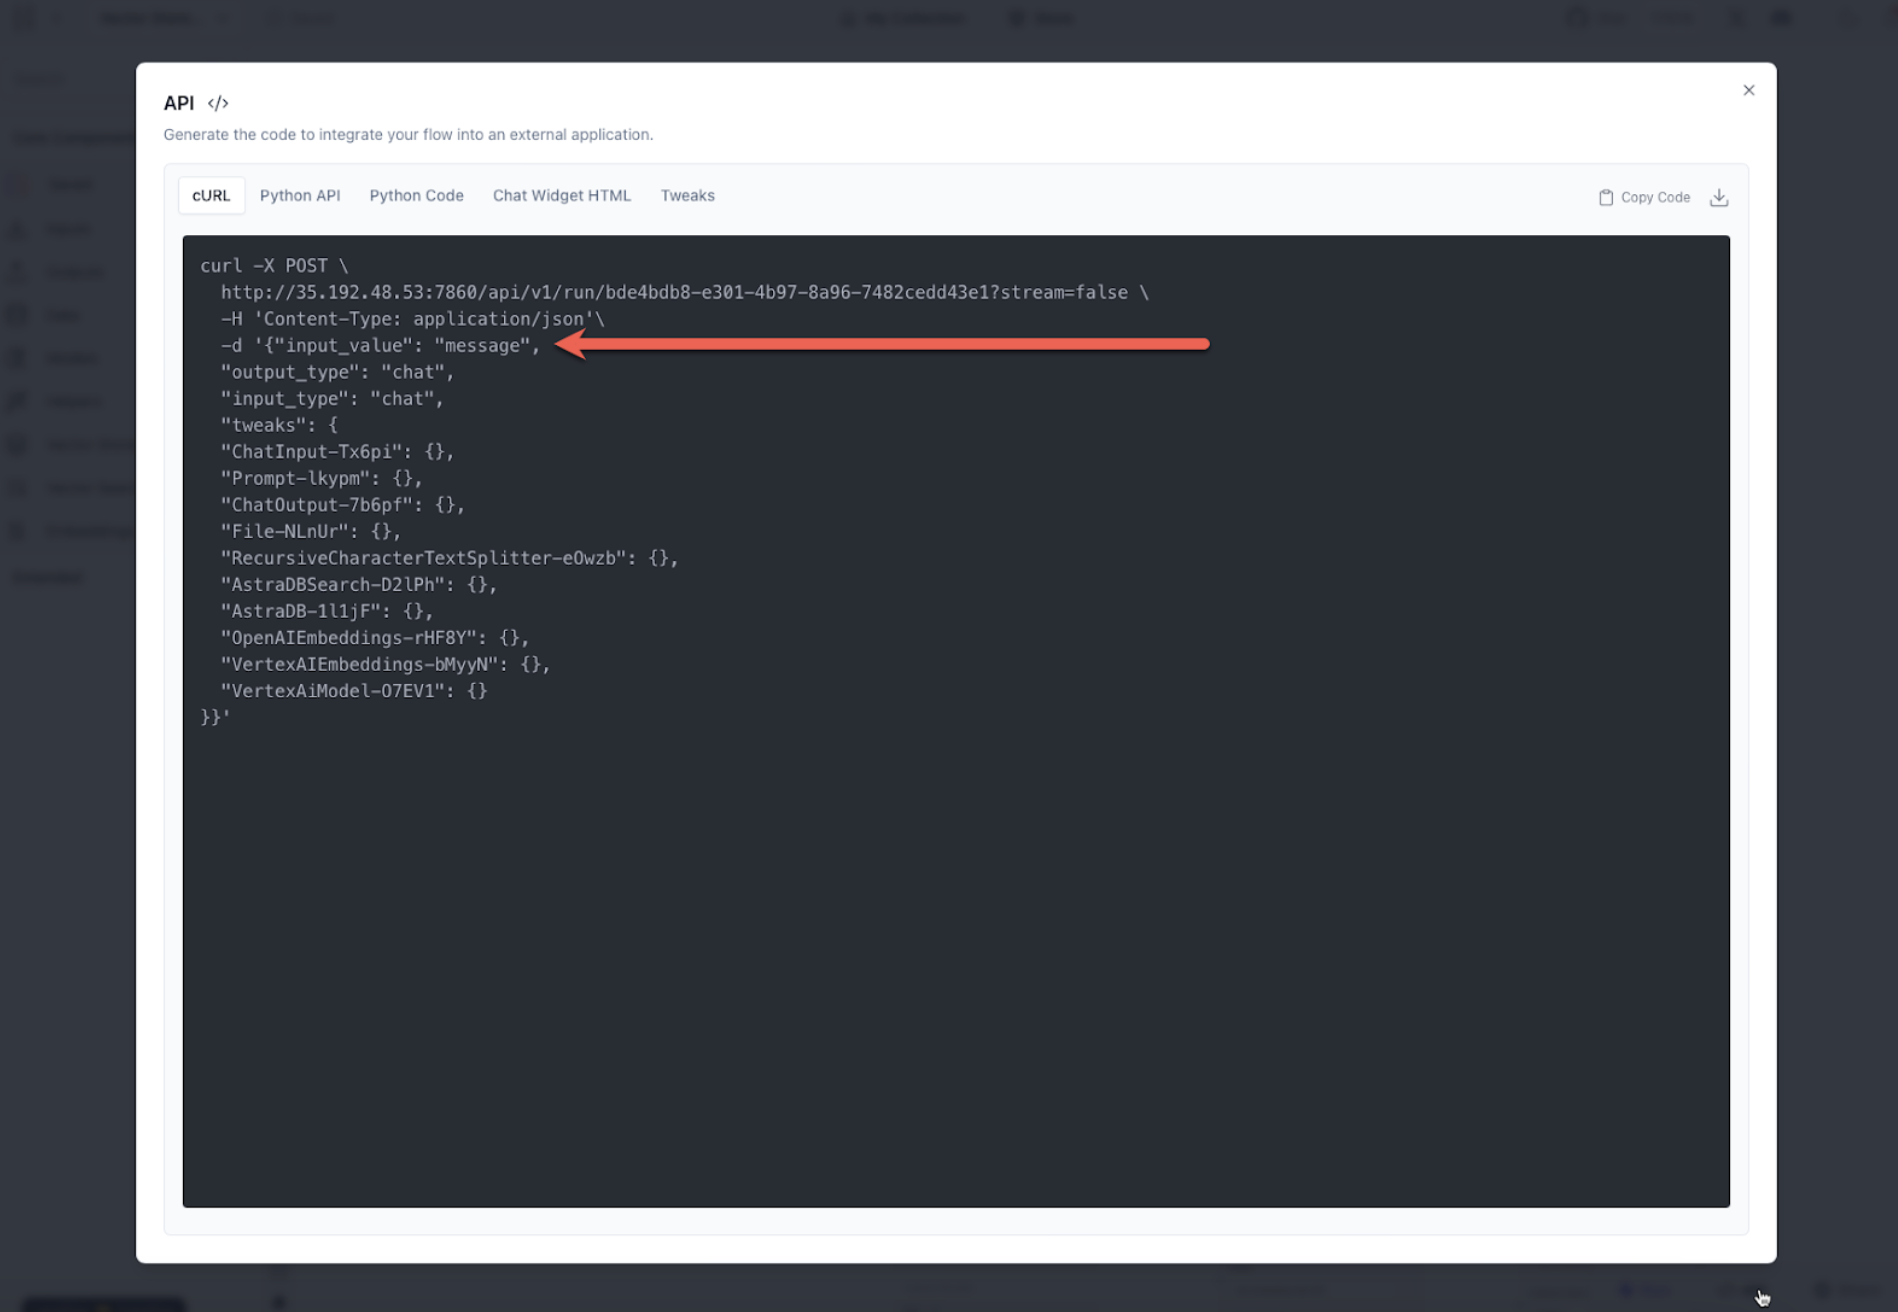 API </>
Generate the code to integrate your flow into an external application.
cURL Python API Python Code Chat Widget HTML Tweaks Copy Code
curl -X POST \
http://35.192.48.53:7860/api/v1/run/bde4bdb8-e301-4b97-8a96-7482cedd43e1?stream=false \
-H 'Content-Type: application/json'\
-d '{"input_value": "message",
"output_type": "chat",
"input_type": "chat",
"tweaks": {
"ChatInput-Tx6pi": {},
"Prompt-lkypm": {},
"ChatOutput-7b6pf": {},
"File-NLnUr": {},
"RecursiveCharacterTextSplitter-eOwzb": {},
"AstraDBSearch-D2lPh": {},
"AstraDB-1l1jF": {},
"OpenAIEmbeddings-rHF8Y": {},
"VertexAIEmbeddings-bMyyN": {},
"VertexAiModel-O7EV1": {}
}}'